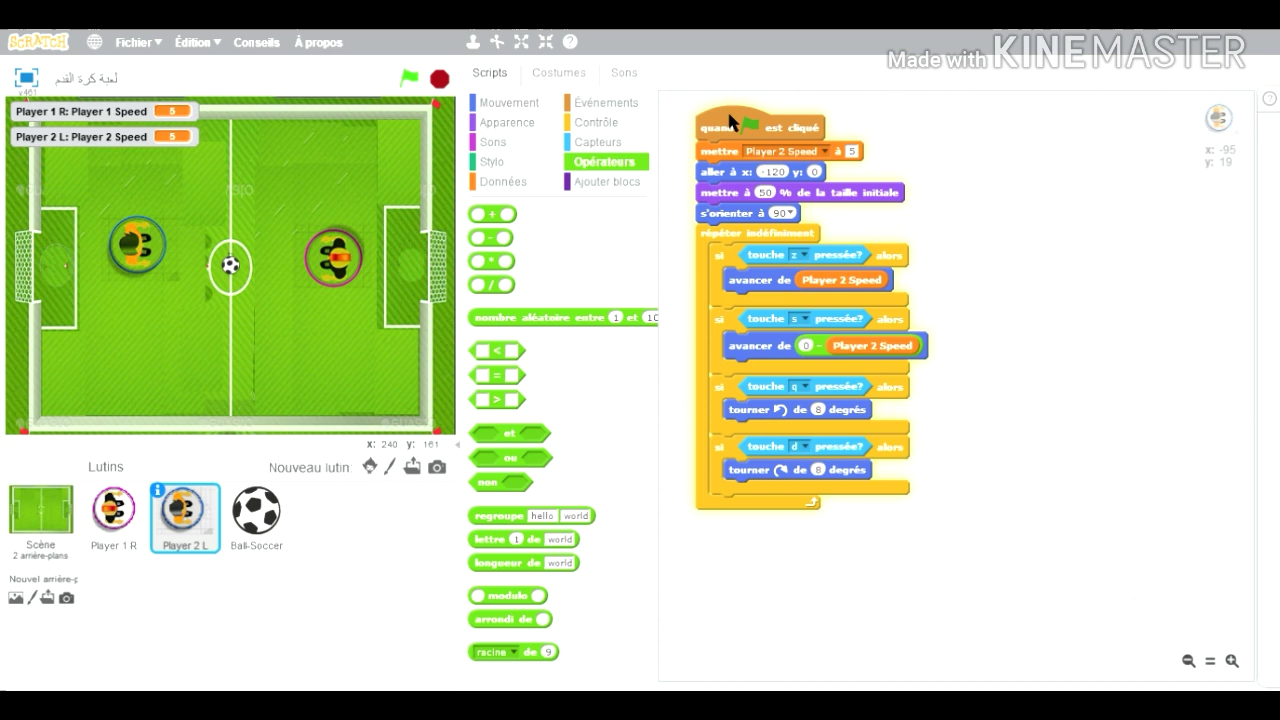 SCRATCH
Fichier
Édition
Conseils
À propos
Made with KINEMASTER
v461
لعبة كرة القدم
Player 1 R: Player 1 Speed 5
Player 2 L: Player 2 Speed 5
x: 240 y: 161
Lutins
Nouveau lutin:
Scène
2 arrière-plans
Player 1 R
Player 2 L
Ball-Soccer
Nouvel arrière-p
Scripts
Costumes
Sons
Mouvement
Événements
Apparence
Contrôle
Sons
Capteurs
Stylo
Opérateurs
Données
Ajouter blocs
+
-
*
/
nombre aléatoire entre 1 et 10
<
=
>
et
ou
non
regroupe hello world
lettre 1 de world
longueur de world
modulo
arrondi de
racine de 9
quand est cliqué
mettre Player 2 Speed à 5
aller à x: -120 y: 0
mettre à 50 % de la taille initiale
s'orienter à 90
répéter indéfiniment
si touche z pressée? alors
avancer de Player 2 Speed
si touche s pressée? alors
avancer de 0 - Player 2 Speed
si touche q pressée? alors
tourner de 8 degrés
si touche d pressée? alors
tourner de 8 degrés
x: -95
y: 19